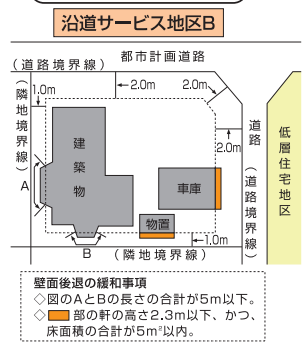 沿道サービス地区B
都市計画道路
(道路境界線)
1.0m
2.0m
2.0m
(隣地境界線)
建築物
A
2.0m
道路
(道路境界線)
低層住宅地区
車庫
物置
B
1.0m
(隣地境界線)
壁面後退の緩和事項
◇図のAとBの長さの合計が5m以下。
◇部の軒の高さ2.3m以下、かつ、
床面積の合計が5m²以内。